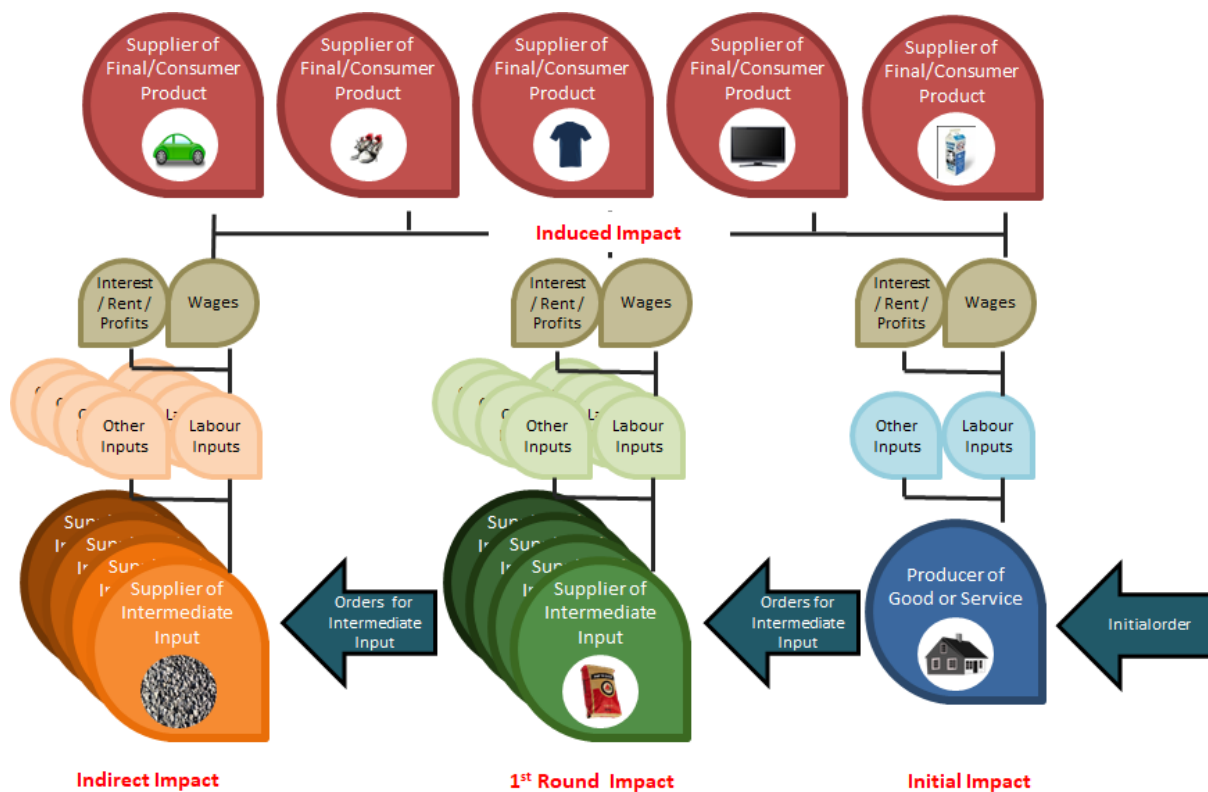 Supplier of
Final/Consumer
Product
Supplier of
Final/Consumer
Product
Supplier of
Final/Consumer
Product
Supplier of
Final/Consumer
Product
Supplier of
Final/Consumer
Product
Induced Impact
Interest
/ Rent /
Profits
Wages
Interest
/ Rent /
Profits
Wages
Interest
/ Rent /
Profits
Wages
Other
Inputs
Labour
Inputs
Other
Inputs
Labour
Inputs
Other
Inputs
Labour
Inputs
Supplier of
Intermediate
Input
Orders for
Intermediate
Input
Supplier of
Intermediate
Input
Orders for
Intermediate
Input
Producer of
Good or Service
Initialorder
Indirect Impact
1st Round Impact
Initial Impact